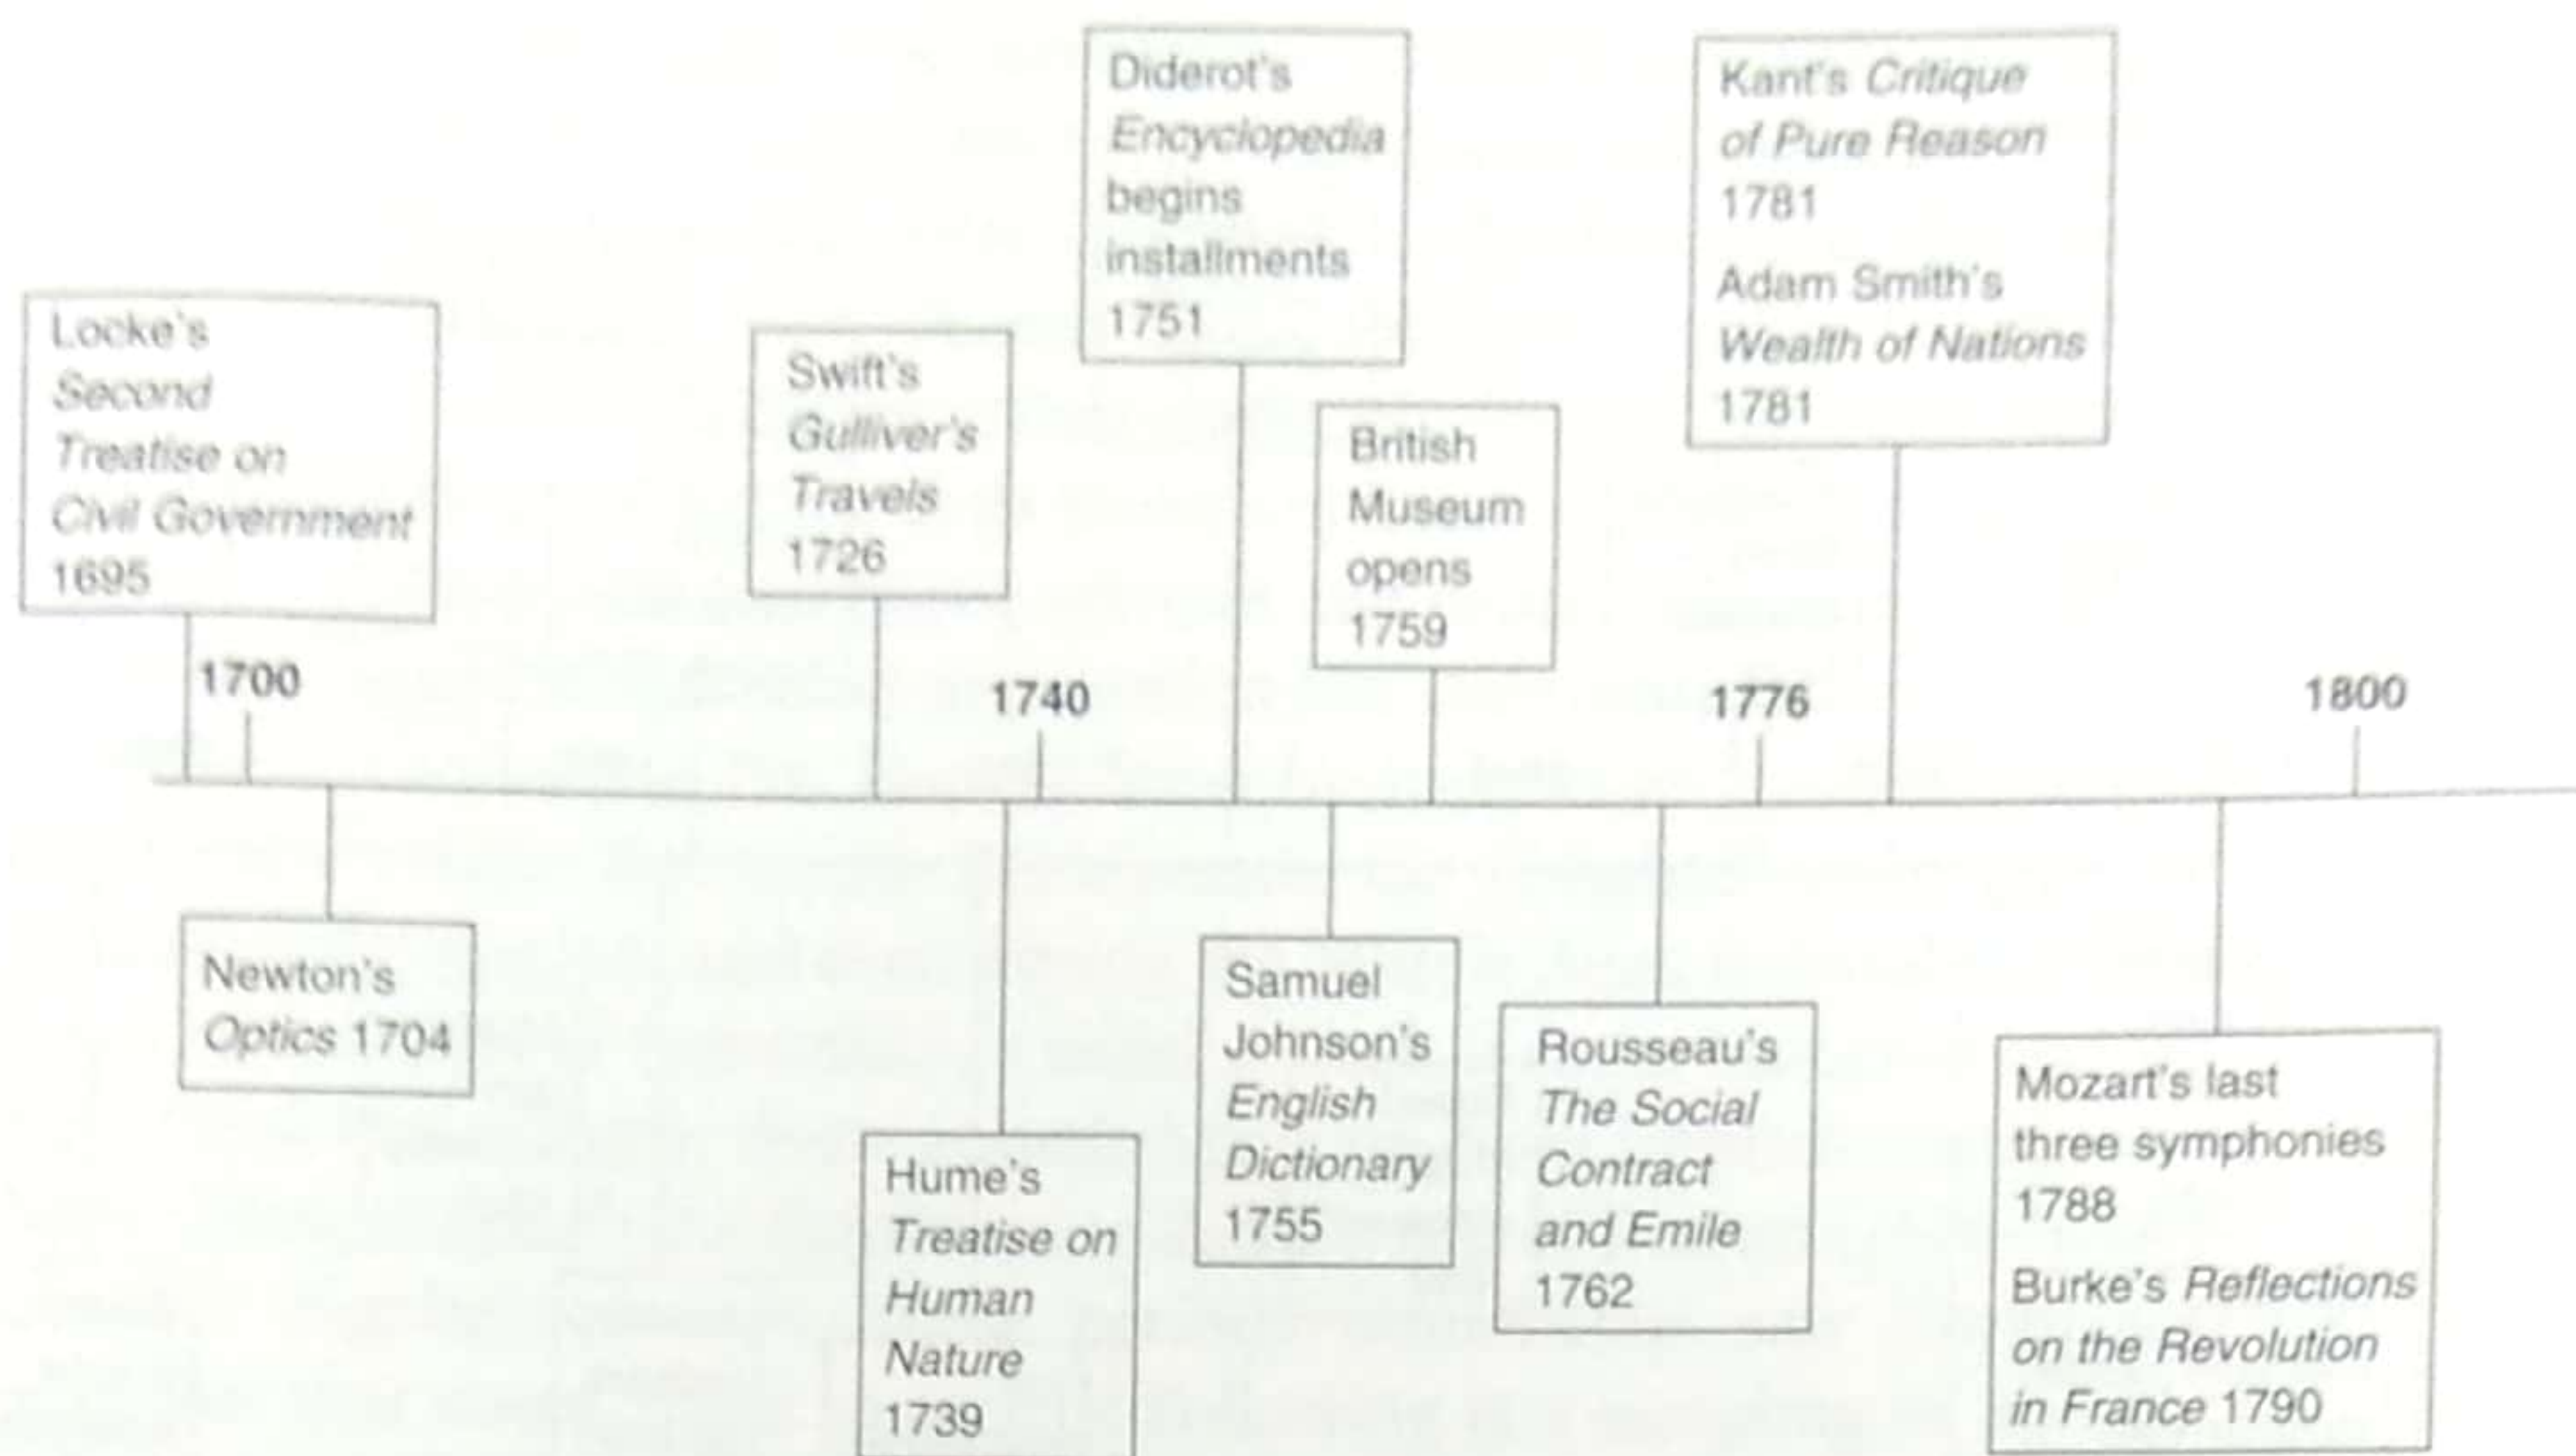 Locke's
Second
Treatise on
Civil Government
1695
Swift's
Gulliver's
Travels
1726
Diderot's
Encyclopedia
begins
installments
1751
British
Museum
opens
1759
Kant's Critique
of Pure Reason
1781
Adam Smith's
Wealth of Nations
1781
1700
1740
1776
1800
Newton's
Optics 1704
Hume's
Treatise on
Human
Nature
1739
Samuel
Johnson's
English
Dictionary
1755
Rousseau's
The Social
Contract
and Emile
1762
Mozart's last
three symphonies
1788
Burke's Reflections
on the Revolution
in France 1790